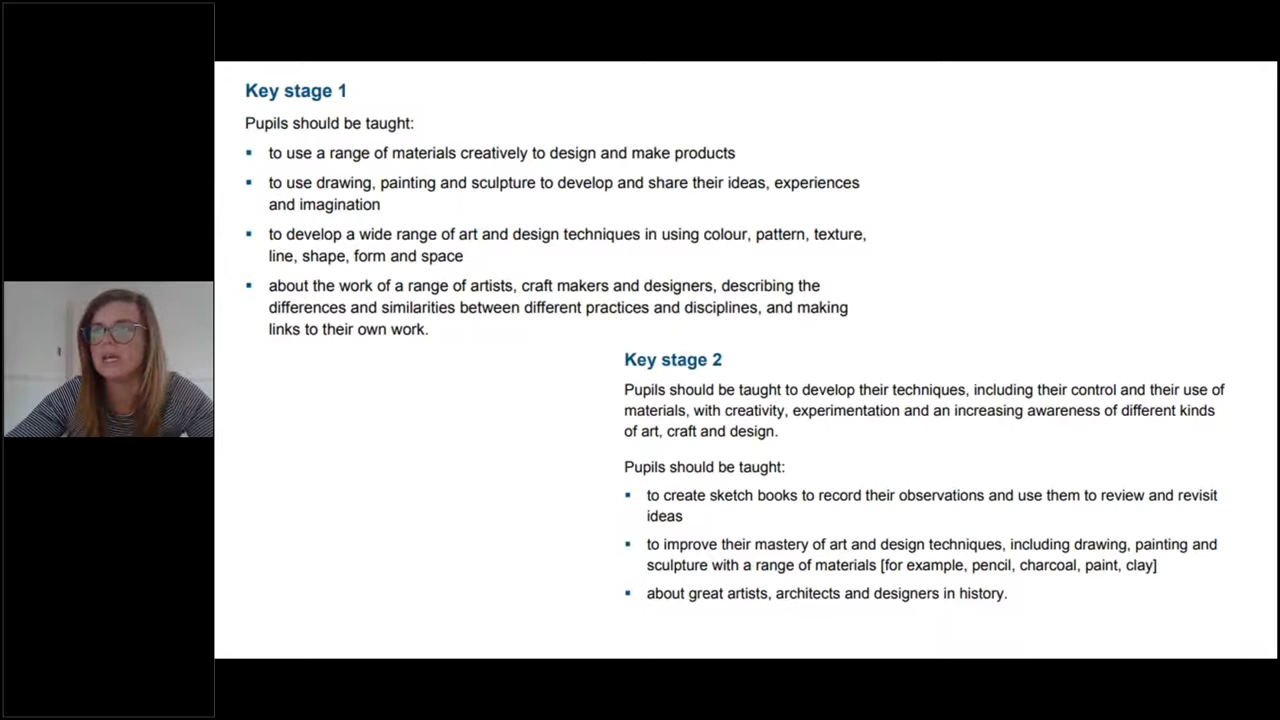 Key stage 1
Pupils should be taught:
▪ to use a range of materials creatively to design and make products
▪ to use drawing, painting and sculpture to develop and share their ideas, experiences
and imagination
▪ to develop a wide range of art and design techniques in using colour, pattern, texture,
line, shape, form and space
▪ about the work of a range of artists, craft makers and designers, describing the
differences and similarities between different practices and disciplines, and making
links to their own work.
Key stage 2
Pupils should be taught to develop their techniques, including their control and their use of
materials, with creativity, experimentation and an increasing awareness of different kinds
of art, craft and design.
Pupils should be taught:
▪ to create sketch books to record their observations and use them to review and revisit
ideas
▪ to improve their mastery of art and design techniques, including drawing, painting and
sculpture with a range of materials [for example, pencil, charcoal, paint, clay]
▪ about great artists, architects and designers in history.